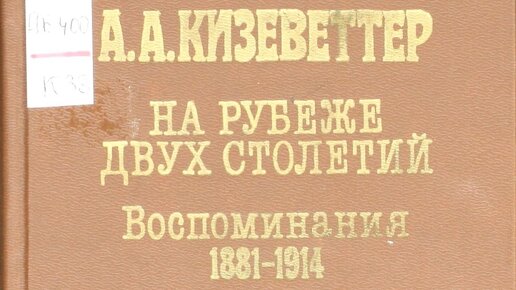 А. А. КИЗЕВЕТТЕР
НА РУБЕЖЕ
ДВУХ СТОЛЕТИЙ
Воспоминания
1881-1914